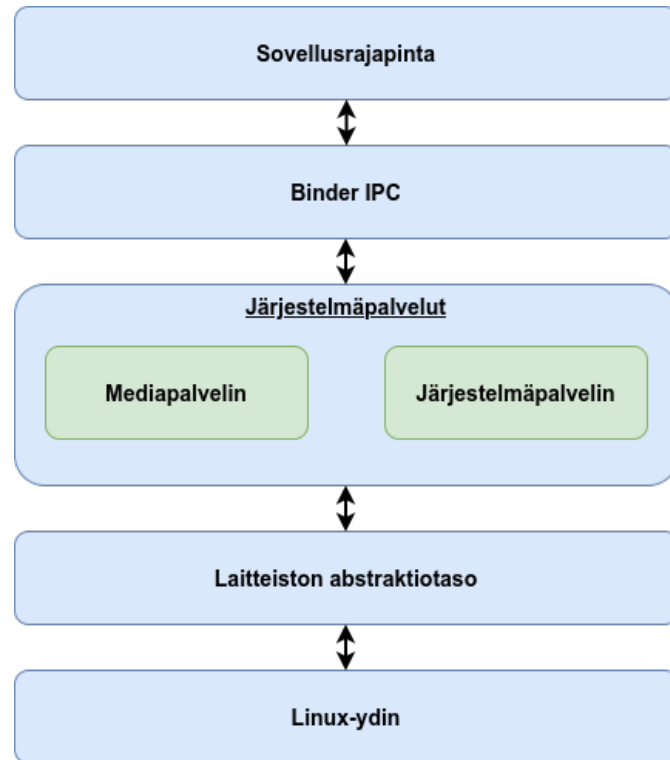 Sovellusrajapinta
Binder IPC
Järjestelmäpalvelut
Mediapalvelin
Järjestelmäpalvelin
Laitteiston abstraktiotaso
Linux-ydin